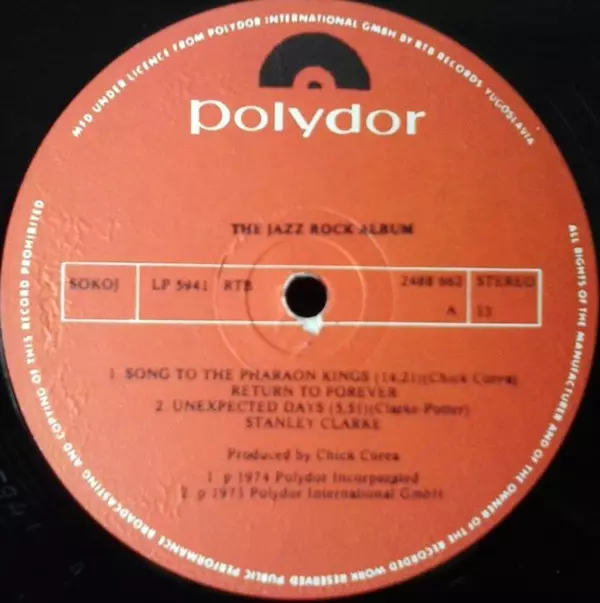 MFD UNDER LICENCE FROM POLYDOR INTERNATIONAL GMBH BY RTB RECORDS YUGOSLAVIA
polydor
THE JAZZ ROCK ALBUM
SOKOJ LP 5941 RTB 2488 662 STEREO
A 33
1. SONG TO THE PHARAON KINGS (14,21)(Chick Corea)
RETURN TO FOREVER
2. UNEXPECTED DAYS (5,51)(Clarke-Potter)
STANLEY CLARKE
Produced by Chick Corea
1. p 1974 Polydor Incorporated
2. p 1973 Polydor International GmbH
ALL RIGHTS OF THE MANUFACTURER AND OF THE OWNER OF THE RECORDED WORK RESERVED PUBLIC PERFORMANCE BROADCASTING AND COPYING OF THIS RECORD PROHIBITED